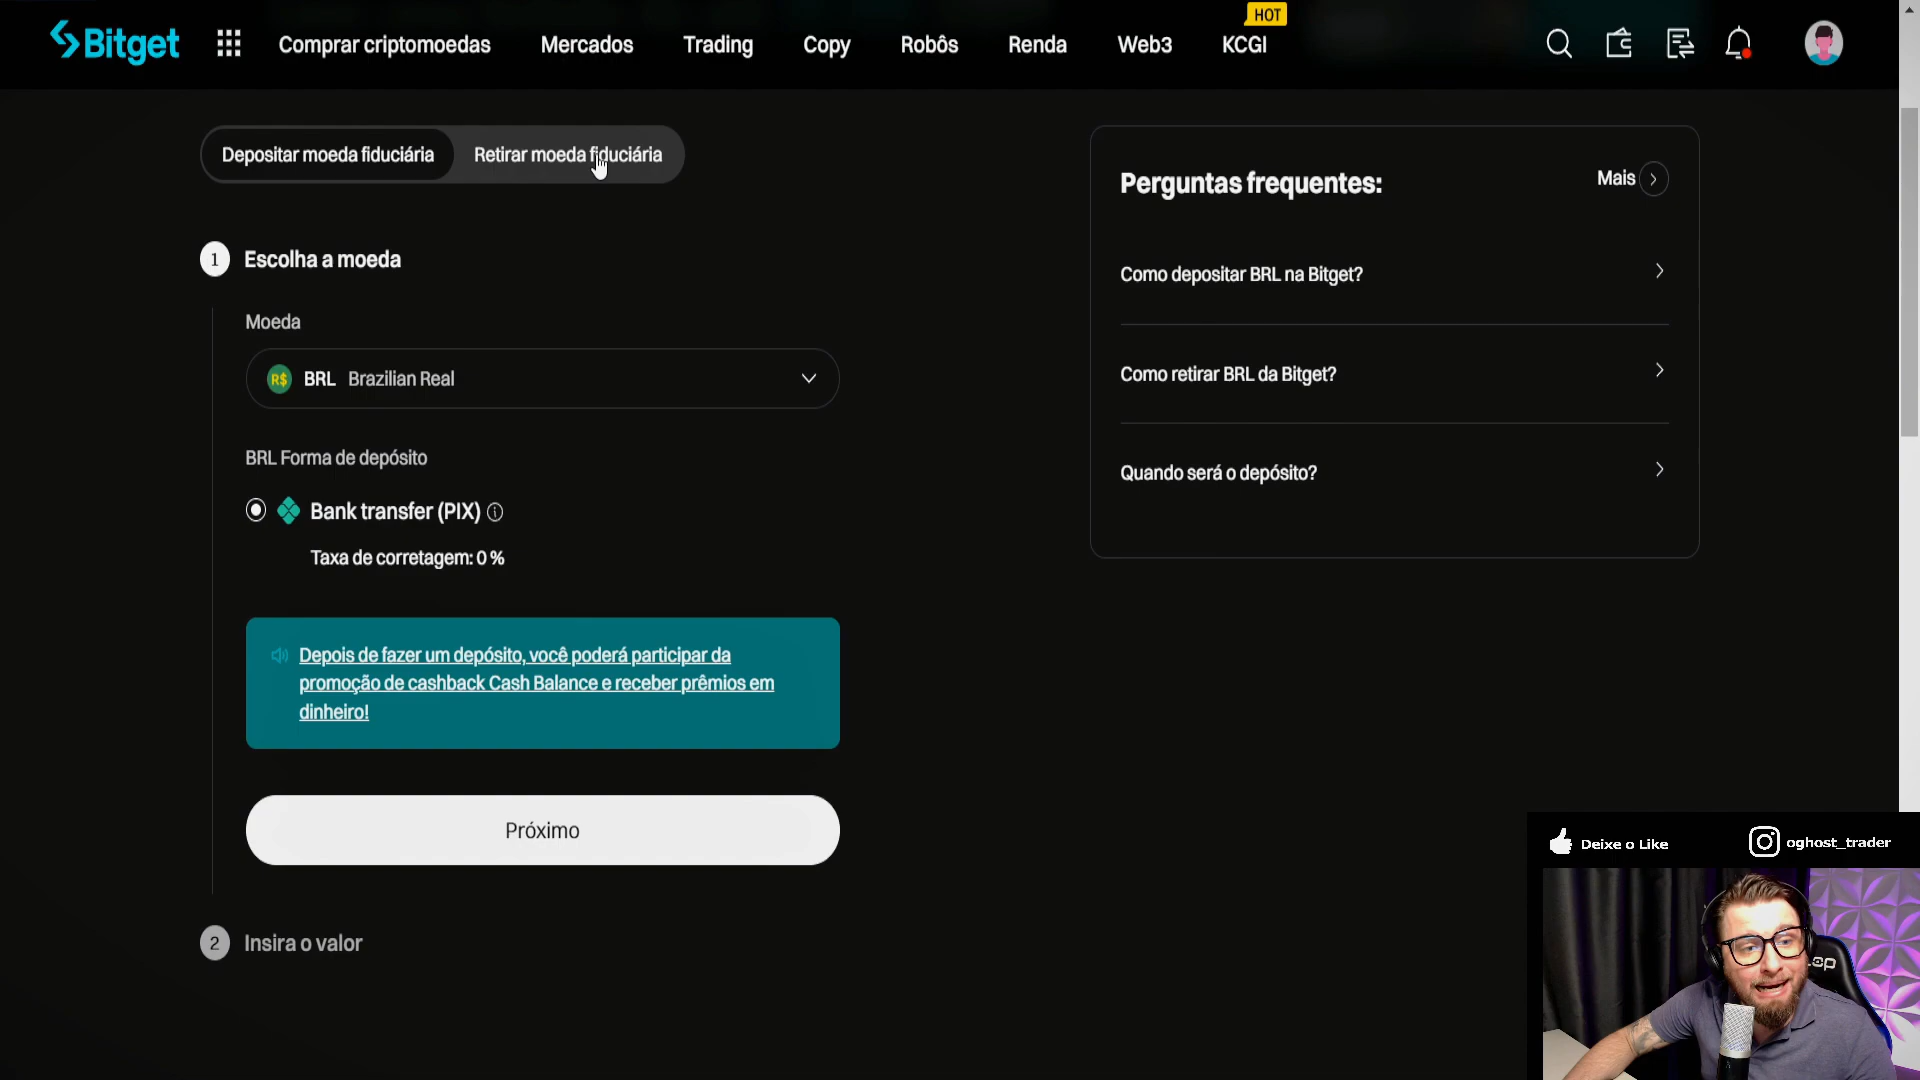 Bitget
Comprar criptomoedas
Mercados
Trading
Copy
Robôs
Renda
Web3
HOT
KCGI
Depositar moeda fiduciária
Retirar moeda fiduciária
1 Escolha a moeda
Moeda
R$ BRL Brazilian Real
BRL Forma de depósito
Bank transfer (PIX)
Taxa de corretagem: 0 %
Depois de fazer um depósito, você poderá participar da
promoção de cashback Cash Balance e receber prêmios em
dinheiro!
Próximo
2 Insira o valor
Perguntas frequentes:
Mais
Como depositar BRL na Bitget?
Como retirar BRL da Bitget?
Quando será o depósito?
Deixe o Like
oghost_trader